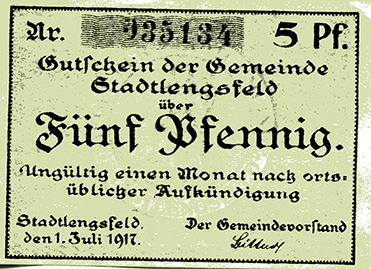 Nr. 935134 5 Pf.
Gutschein der Gemeinde
Stadtlengsfeld
über
Fünf Pfennig.
Ungültig einen Monat nach orts-
üblicher Aufkündigung
Stadtlengsfeld, Der Gemeindevorstand
den 1. Juli 1917.